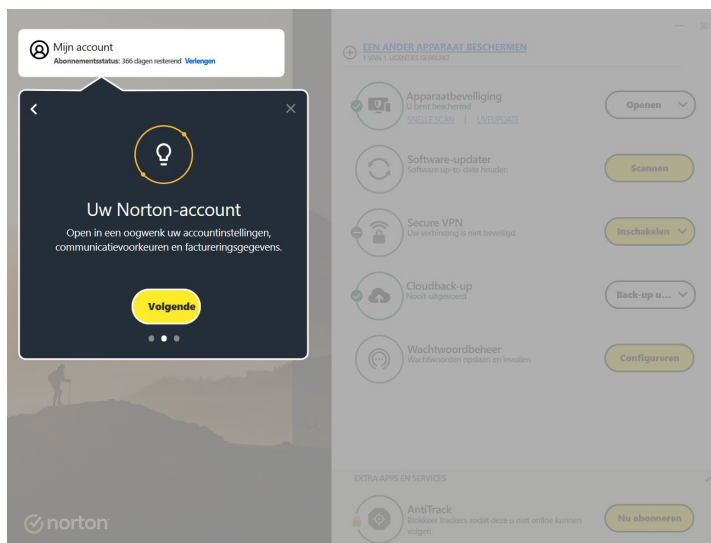 Mijn account
Abonnementsstatus: 366 dagen resterend Verlengen
Uw Norton-account
Open in een oogwenk uw accountinstellingen,
communicatievoorkeuren en factureringsgegevens.
Volgende
norton
EEN ANDER APPARAAT BESCHERMEN
1 VAN 1 LICENTIES GEBRUIKT
Apparaatbeveiliging
U bent beschermd
SNELLE SCAN | LIVEUPDATE
Openen
Software-updater
Software up-to-date houden
Scannen
Secure VPN
Uw verbinding is niet beveiligd
Inschakelen
Cloudback-up
Nooit uitgevoerd
Back-up u...
Wachtwoordbeheer
Wachtwoorden opslaan en invullen
Configureren
EXTRA APPS EN SERVICES
AntiTrack
Blokkeer trackers zodat deze u niet online kunnen
volgen
Nu abonneren